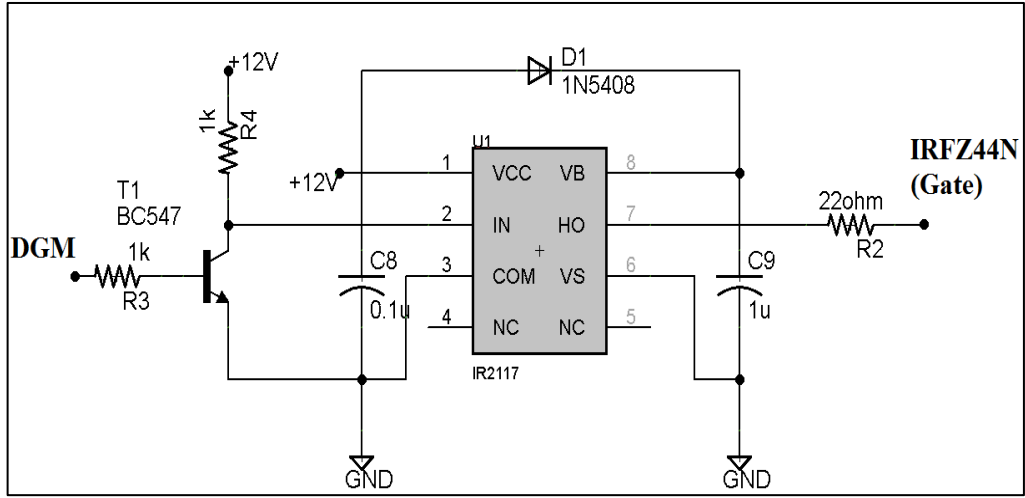 +12V
1k
R4
T1
BC547
DGM
1k
R3
+12V
D1
1N5408
U1
1
2
3
4
VCC
IN
COM
NC
VB
HO
VS
NC
8
7
6
5
IR2117
C8
0.1u
C9
1u
22ohm
R2
IRFZ44N
(Gate)
GND
GND